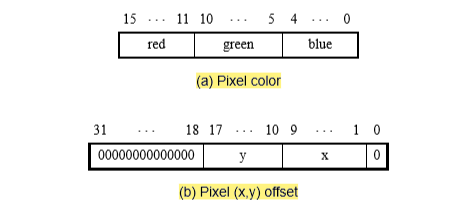 15 ··· 11 10 ··· 5 4 ··· 0
red green blue
(a) Pixel color
31 ··· 18 17 ··· 10 9 ··· 1 0
00000000000000 y x 0
(b) Pixel (x,y) offset